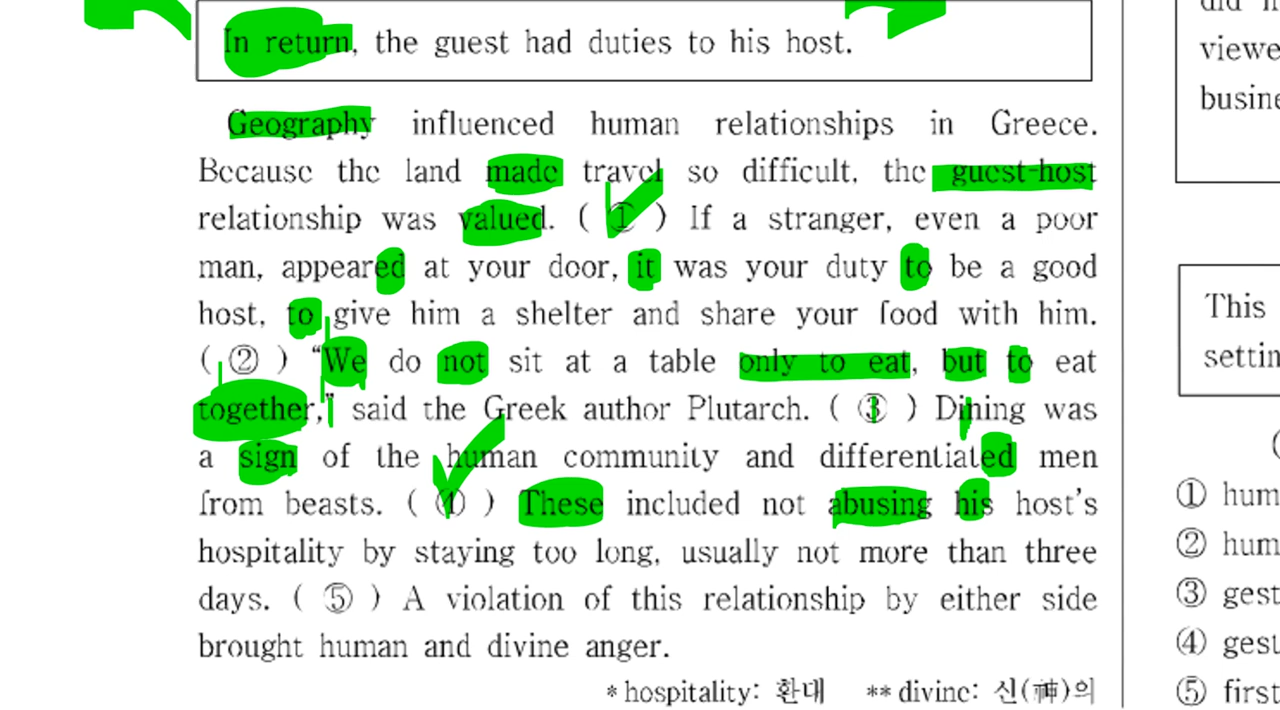 In return, the guest had duties to his host.
Geography influenced human relationships in Greece.
Because the land made travel so difficult, the guest-host
relationship was valued. ( ① ) If a stranger, even a poor
man, appeared at your door, it was your duty to be a good
host, to give him a shelter and share your food with him.
( ② ) “We do not sit at a table only to eat, but to eat
together,” said the Greek author Plutarch. ( ③ ) Dining was
a sign of the human community and differentiated men
from beasts. ( ④ ) These included not abusing his host's
hospitality by staying too long, usually not more than three
days. ( ⑤ ) A violation of this relationship by either side
brought human and divine anger.
* hospitality: 환대 ** divine: 신(神)의
viewe
busine
This
settin
(
① hum
② hum
③ gest
④ gest
⑤ first